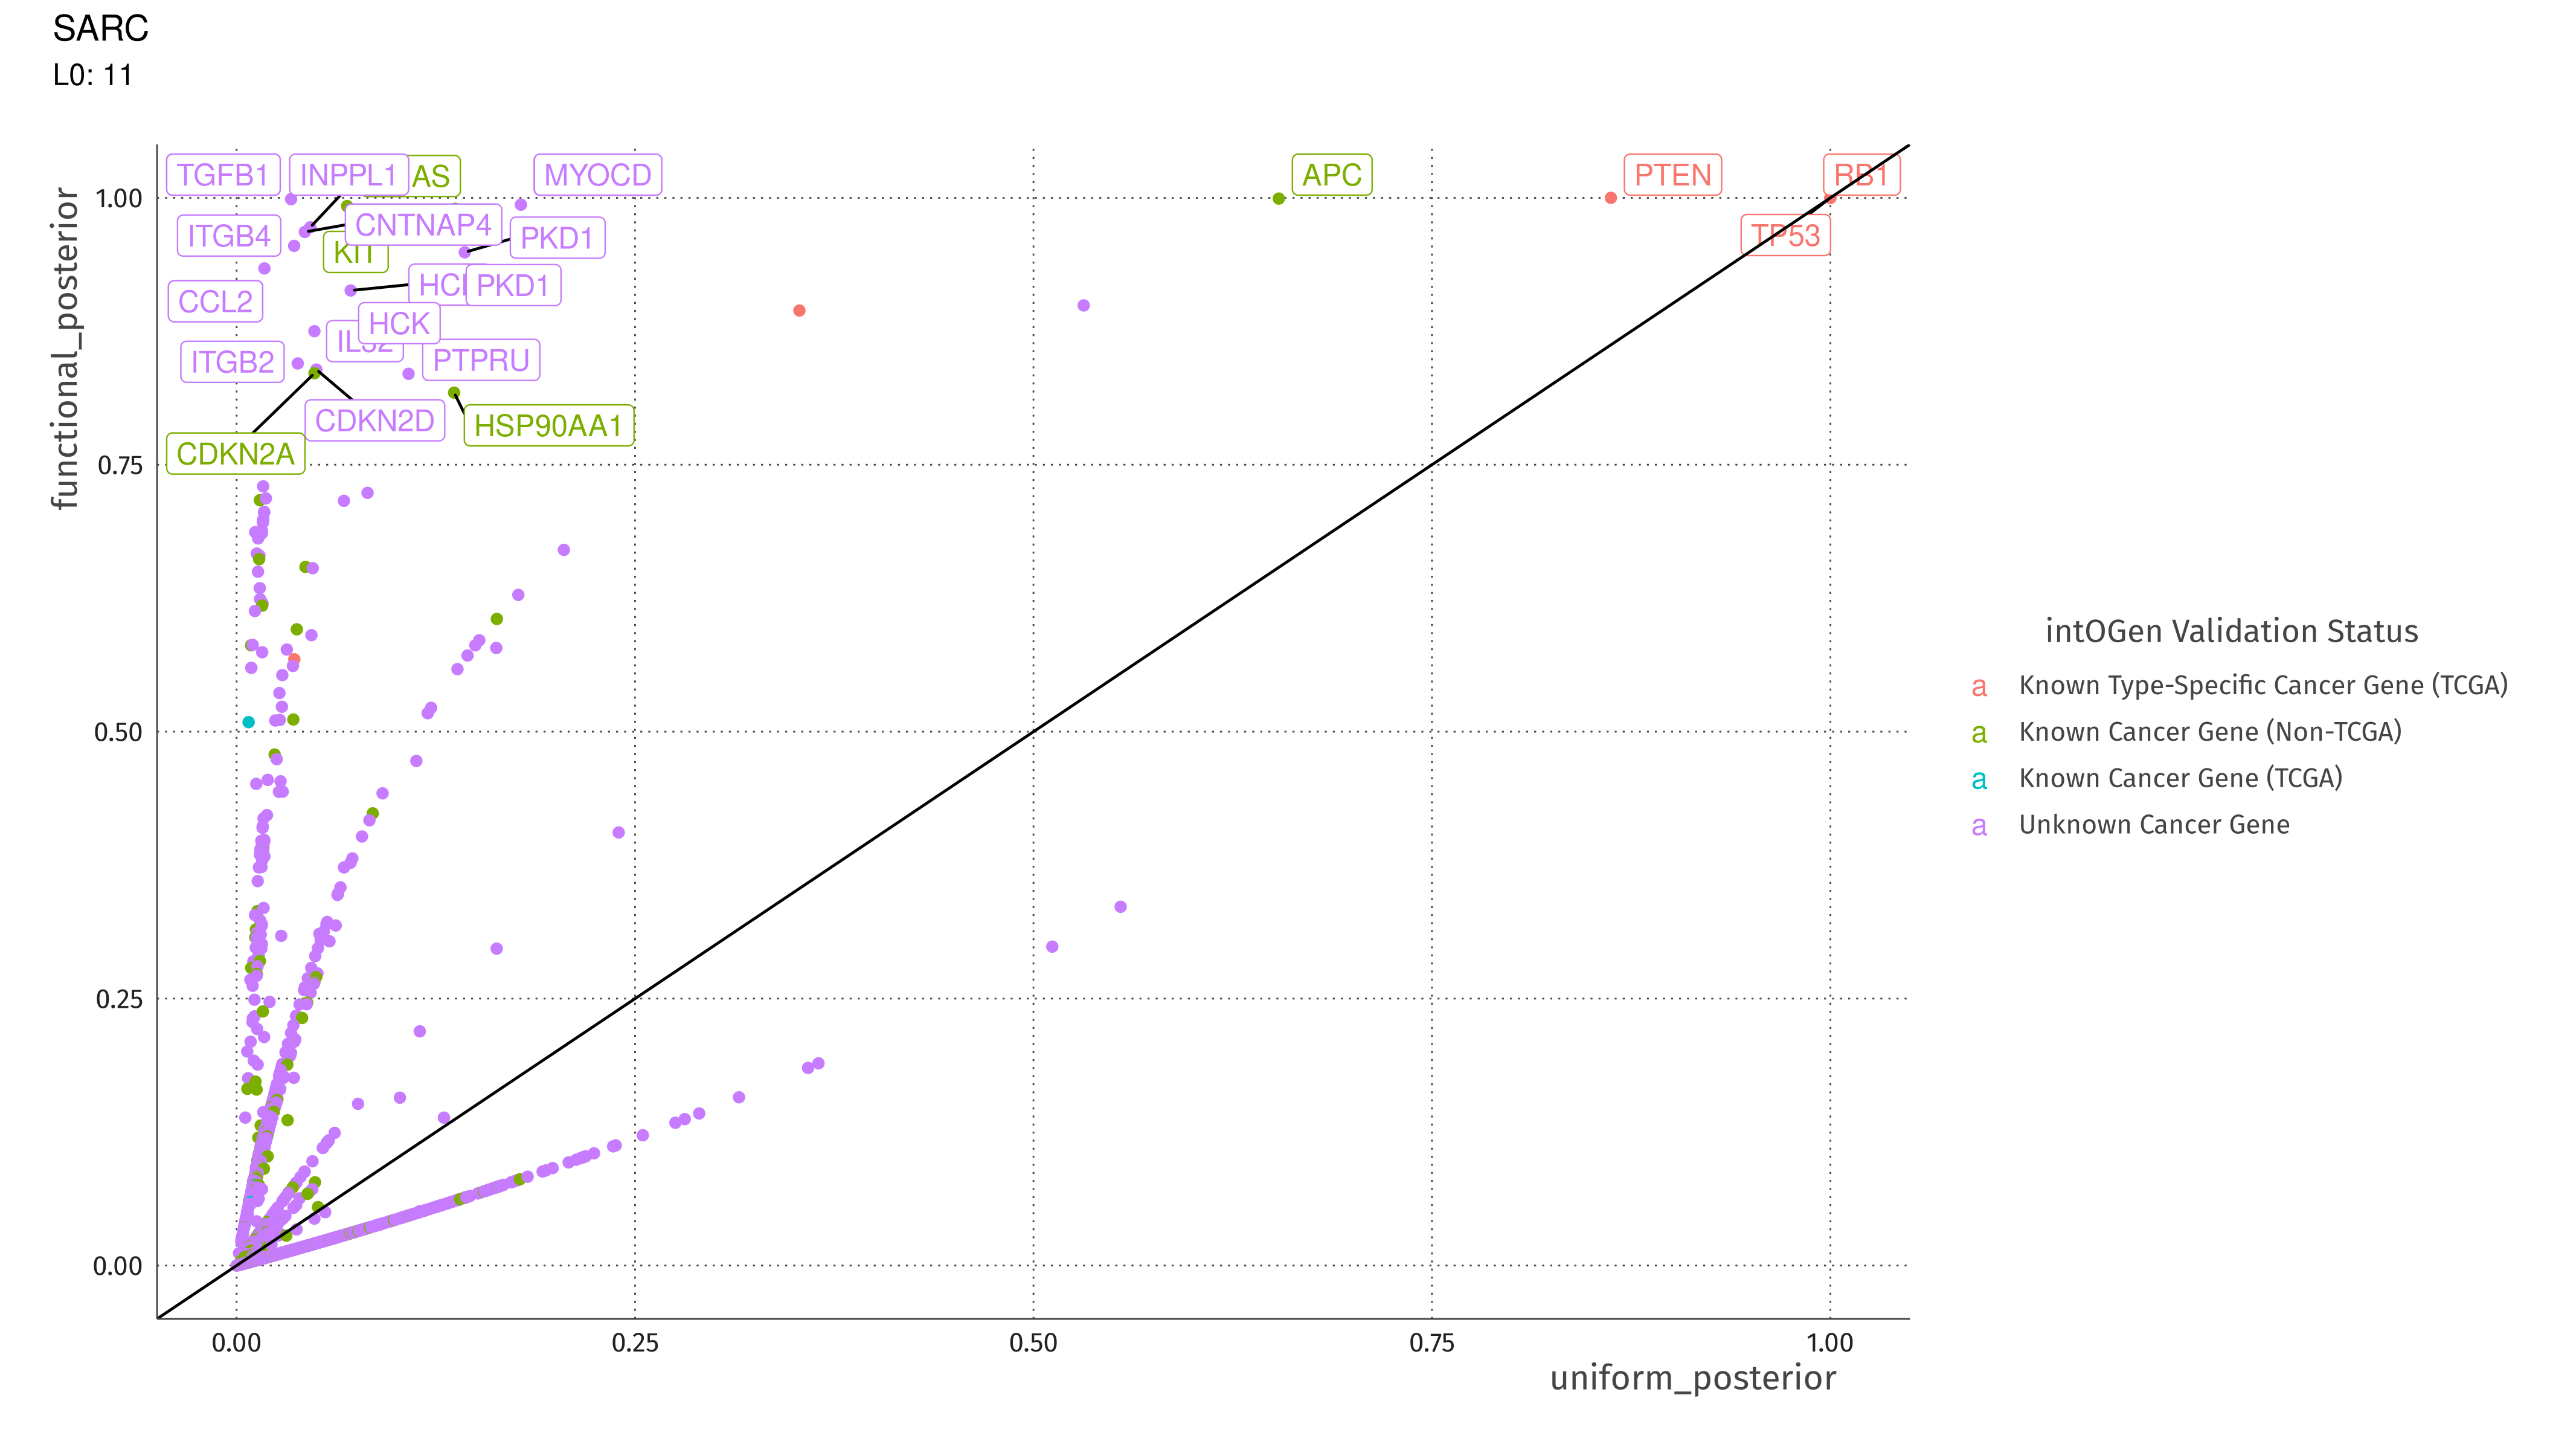 SARC
L0: 11
TGFB1
INPPL1
AS
MYOCD
APC
PTEN
RB1
ITGB4
CNTNAP4
KIT
PKD1
TP53
CCL2
PKD1
HCK
ITGB2
PTPRU
CDKN2D
HSP90AA1
CDKN2A
functional_posterior
1.00
0.75
0.50
0.25
0.00
0.00
0.25
0.50
0.75
1.00
uniform_posterior
intOGen Validation Status
a Known Type-Specific Cancer Gene (TCGA)
a Known Cancer Gene (Non-TCGA)
a Known Cancer Gene (TCGA)
a Unknown Cancer Gene